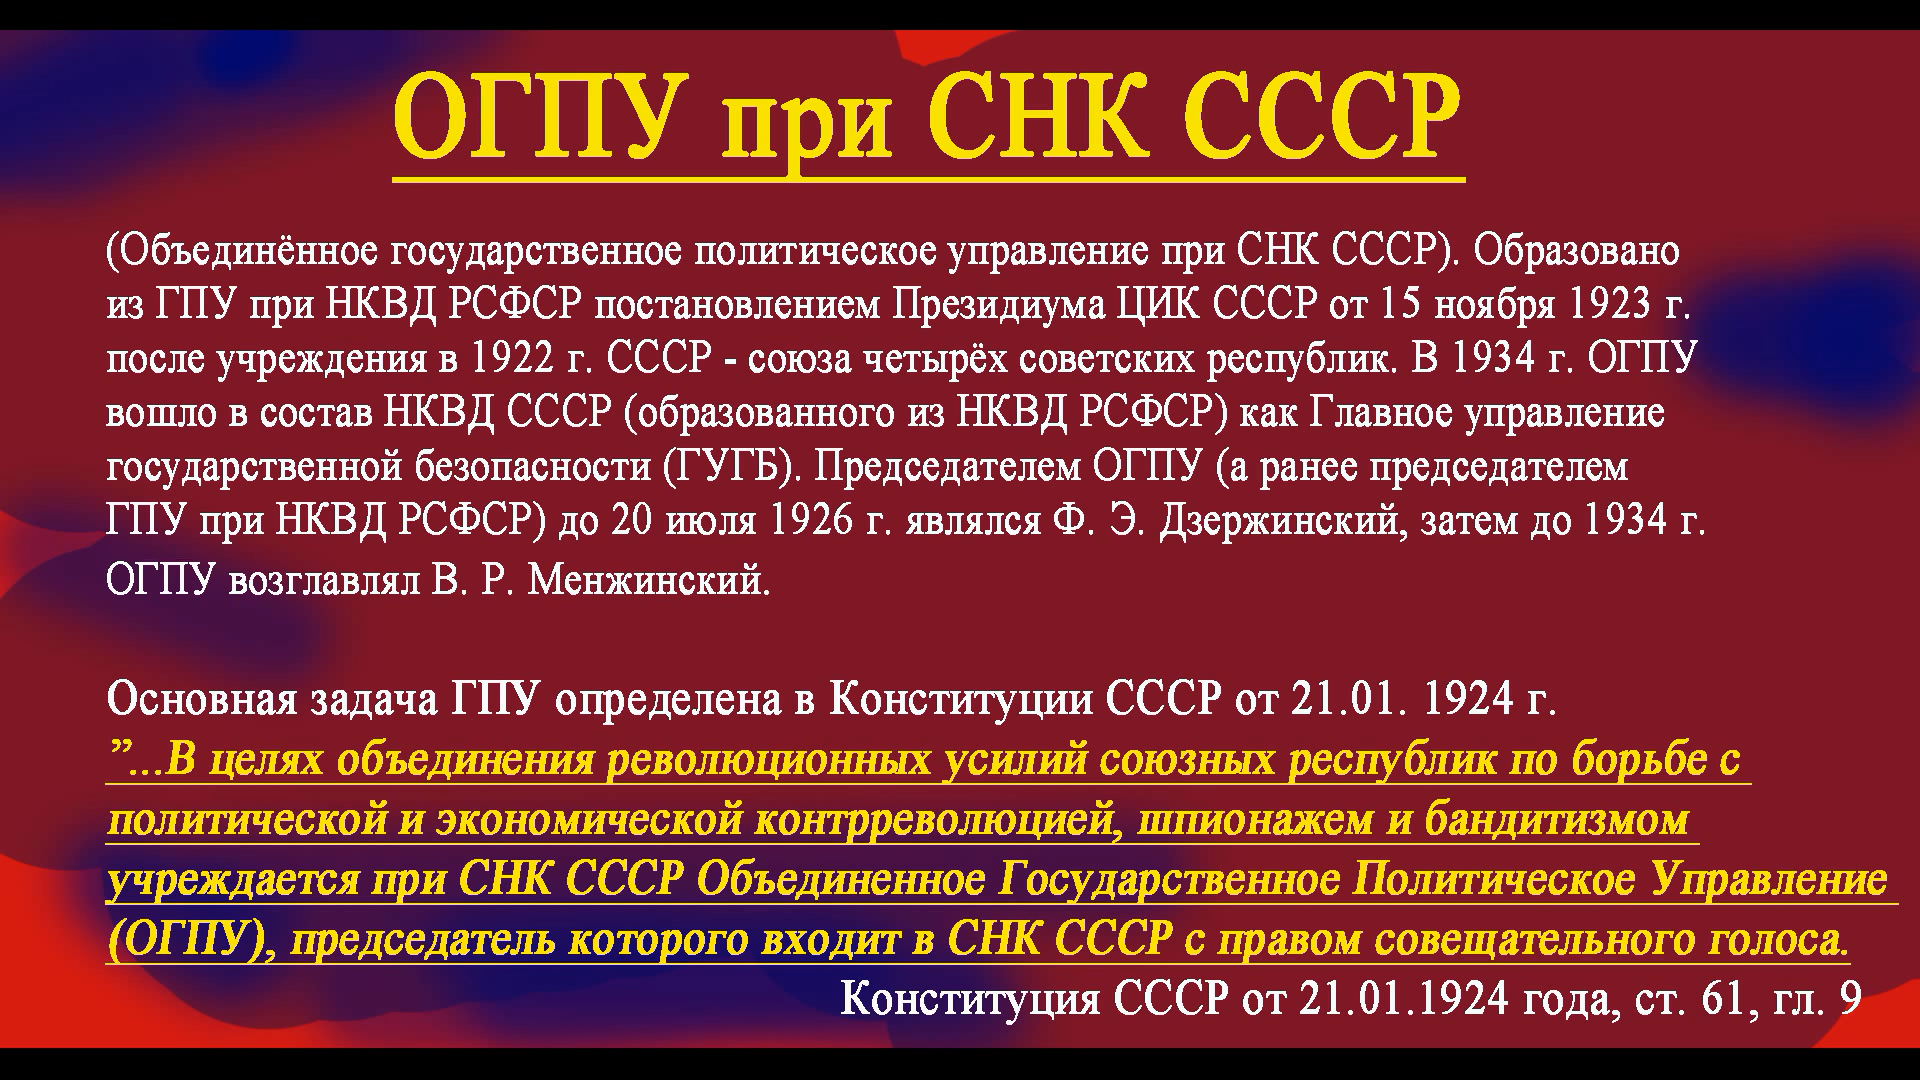 ОГПУ при СНК СССР
(Объединённое государственное политическое управление при СНК СССР). Образовано
из ГПУ при НКВД РСФСР постановлением Президиума ЦИК СССР от 15 ноября 1923 г.
после учреждения в 1922 г. СССР - союза четырёх советских республик. В 1934 г. ОГПУ
вошло в состав НКВД СССР (образованного из НКВД РСФСР) как Главное управление
государственной безопасности (ГУГБ). Председателем ОГПУ (а ранее председателем
ГПУ при НКВД РСФСР) до 20 июля 1926 г. являлся Ф. Э. Дзержинский, затем до 1934 г.
ОГПУ возглавлял В. Р. Менжинский.
Основная задача ГПУ определена в Конституции СССР от 21.01. 1924 г.
”...В целях объединения революционных усилий союзных республик по борьбе с
политической и экономической контрреволюцией, шпионажем и бандитизмом
учреждается при СНК СССР Объединенное Государственное Политическое Управление
(ОГПУ), председатель которого входит в СНК СССР с правом совещательного голоса.
Конституция СССР от 21.01.1924 года, ст. 61, гл. 9